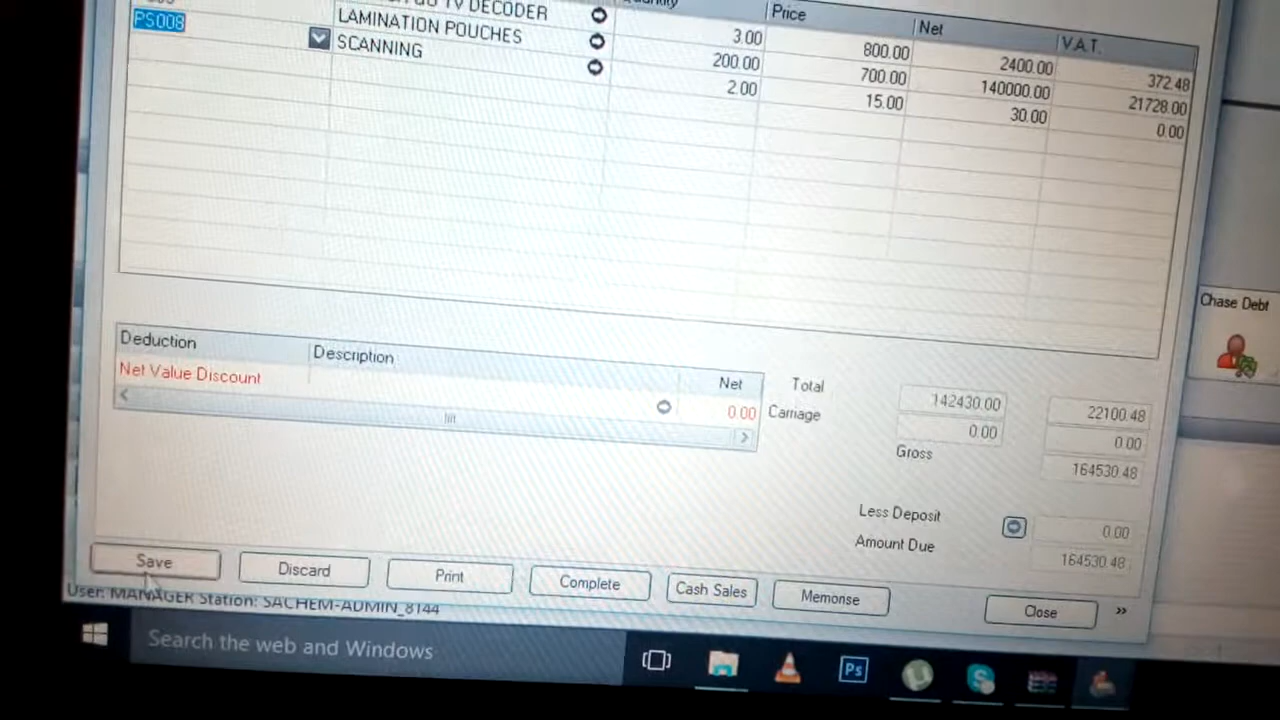 TV DECODER Price Net V.A.T.
PS008 LAMINATION POUCHES 3.00 800.00 2400.00 372.48
SCANNING 200.00 700.00 140000.00 21728.00
2.00 15.00 30.00 0.00
Chase Debt
Deduction Description Net
Net Value Discount 0.00
Total 142430.00 22100.48
Carriage 0.00 0.00
Gross 164530.48
Less Deposit 0.00
Amount Due 164530.48
Save Discard Print Complete Cash Sales Memorise Close »
User: MANAGER Station: SACHEM-ADMIN_8144
Search the web and Windows
Ps